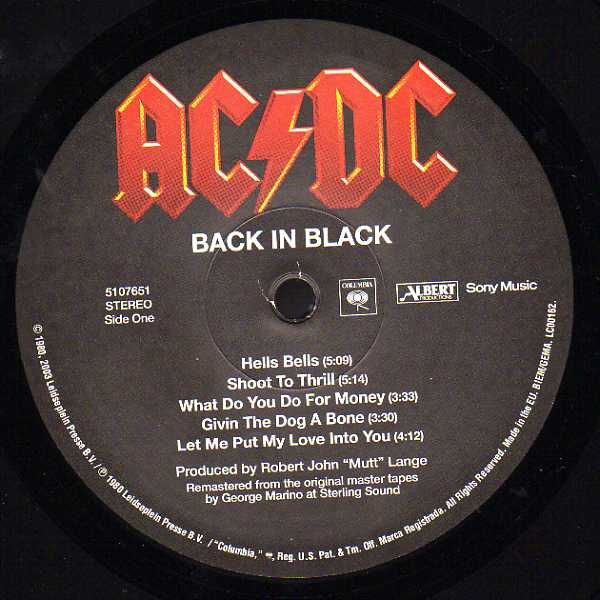 AC/DC
BACK IN BLACK
5107651
STEREO
Side One
COLUMBIA
ALBERT
PRODUCTIONS
Sony Music
Hells Bells (5:09)
Shoot To Thrill (5:14)
What Do You Do For Money (3:33)
Givin The Dog A Bone (3:30)
Let Me Put My Love Into You (4:12)
Produced by Robert John “Mutt” Lange
Remastered from the original master tapes
by George Marino at Sterling Sound
© 1980, 2003 Leidseplein Presse B.V. / ℗ 1980 Leidseplein Presse B.V. / "Columbia," ®, Reg. U.S. Pat. & Tm. Off. Marca Registrada. All Rights Reserved. Made in the EU. BIEM/GEMA. LC00162.